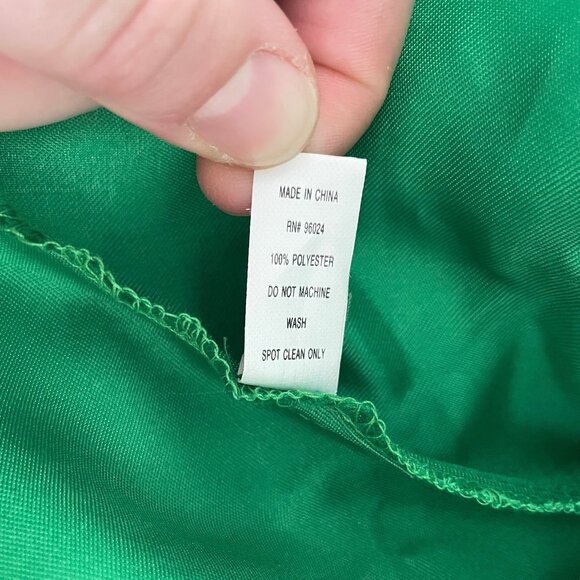 MADE IN CHINA
RN# 96024
100% POLYESTER
DO NOT MACHINE
WASH
SPOT CLEAN ONLY